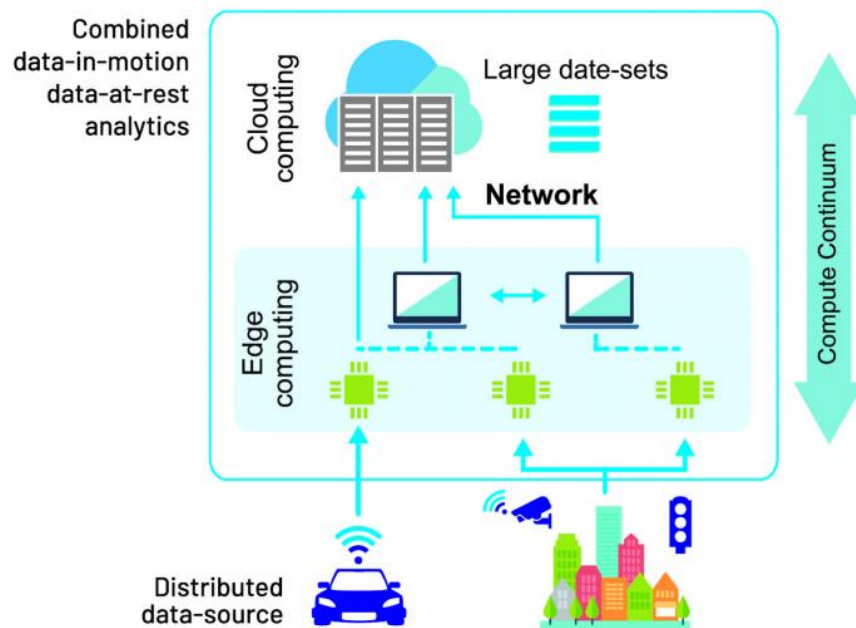 Combined
data-in-motion
data-at-rest
analytics
Cloud
computing
Large date-sets
Network
Edge
computing
Compute Continuum
Distributed
data-source